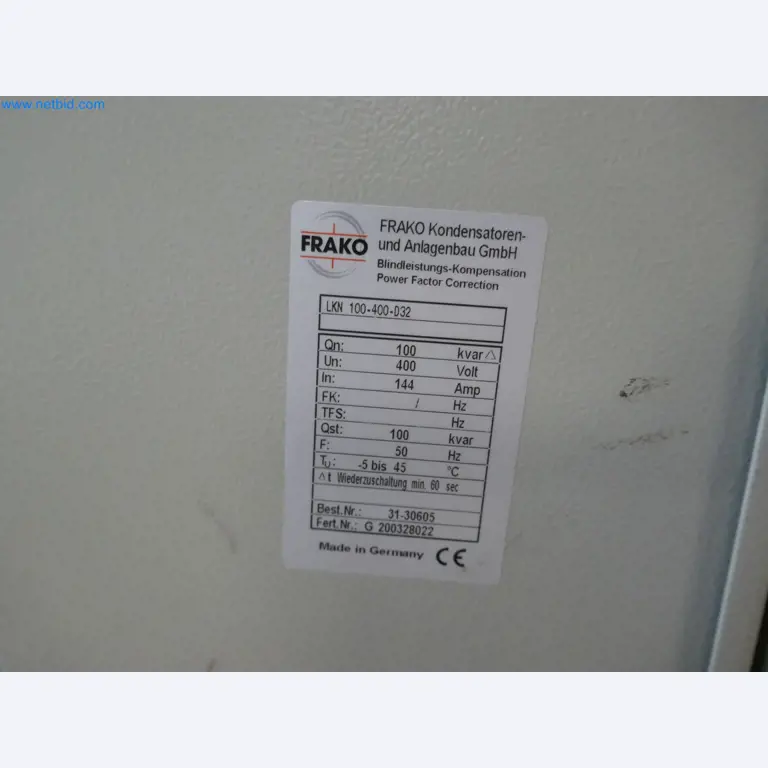 www.netbid.com
FRAKO
FRAKO Kondensatoren-
und Anlagenbau GmbH
Blindleistungs-Kompensation
Power Factor Correction
LKN 100-400-D32
Qn: 100 kvar△
Un: 400 Volt
In: 144 Amp
FK: / Hz
TFS: Hz
Qst: 100 kvar
F: 50 Hz
TU: -5 bis 45 °C
△t Wiederzuschaltung min. 60 sec
Best.Nr.: 31-30605
Fert.Nr.: G 200328022
Made in Germany CE